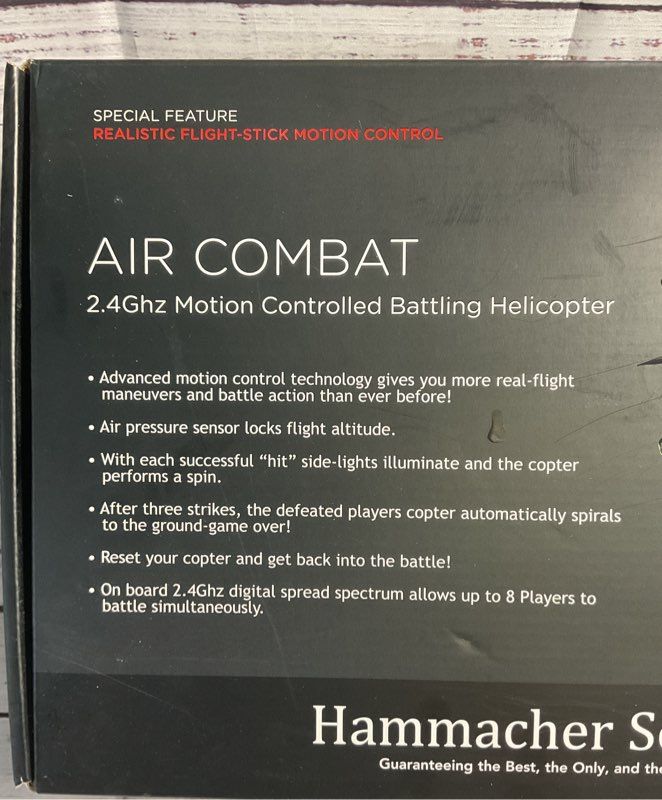 SPECIAL FEATURE
REALISTIC FLIGHT-STICK MOTION CONTROL
AIR COMBAT
2.4Ghz Motion Controlled Battling Helicopter
• Advanced motion control technology gives you more real-flight
maneuvers and battle action than ever before!
• Air pressure sensor locks flight altitude.
• With each successful “hit” side-lights illuminate and the copter
performs a spin.
• After three strikes, the defeated players copter automatically spirals
to the ground-game over!
• Reset your copter and get back into the battle!
• On board 2.4Ghz digital spread spectrum allows up to 8 Players to
battle simultaneously.
Hammacher
Guaranteeing the Best, the Only, and the